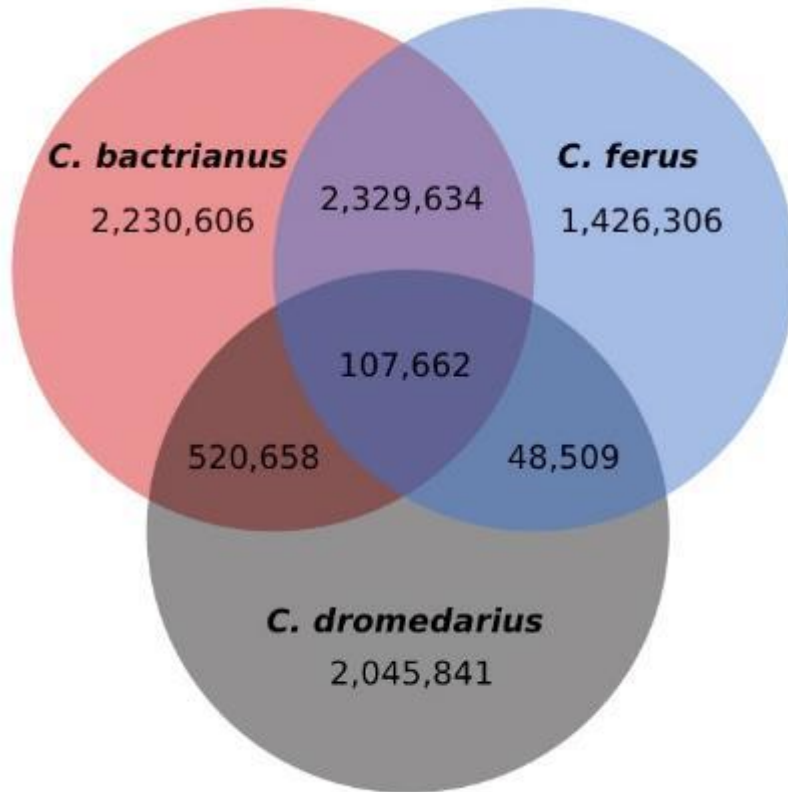 C. bactrianus
2,230,606
2,329,634
C. ferus
1,426,306
107,662
520,658
48,509
C. dromedarius
2,045,841